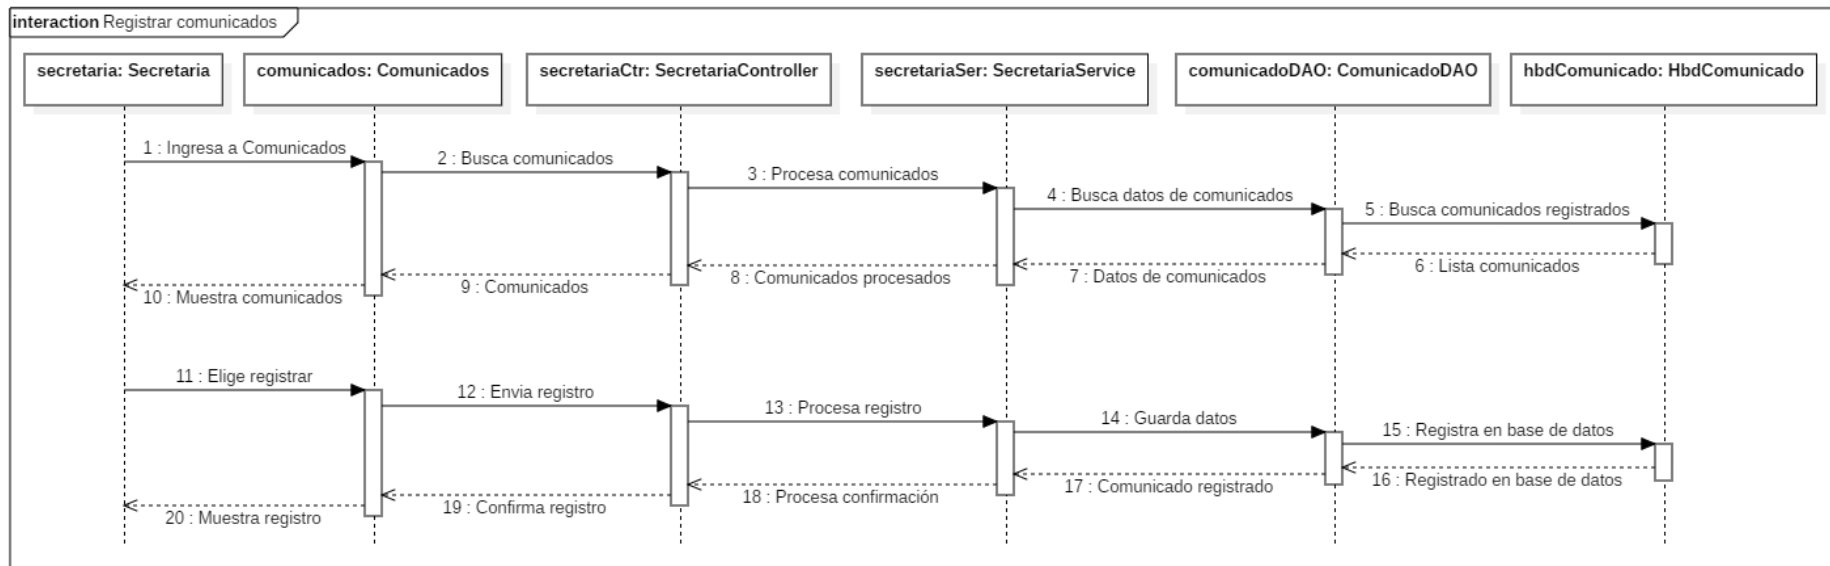 interaction Registrar comunicados
secretaria: Secretaria
comunicados: Comunicados
secretariaCtr: SecretariaController
secretariaSer: SecretariaService
comunicadoDAO: ComunicadoDAO
hbdComunicado: HbdComunicado
1 : Ingresa a Comunicados
2 : Busca comunicados
3 : Procesa comunicados
4 : Busca datos de comunicados
5 : Busca comunicados registrados
6 : Lista comunicados
7 : Datos de comunicados
8 : Comunicados procesados
9 : Comunicados
10 : Muestra comunicados
11 : Elige registrar
12 : Envia registro
13 : Procesa registro
14 : Guarda datos
15 : Registra en base de datos
16 : Registrado en base de datos
17 : Comunicado registrado
18 : Procesa confirmación
19 : Confirma registro
20 : Muestra registro